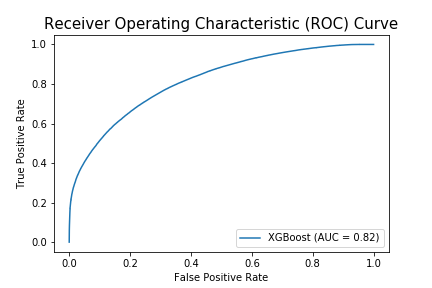 Receiver Operating Characteristic (ROC) Curve
1.0
0.8
0.6
0.4
0.2
0.0
True Positive Rate
XGBoost (AUC = 0.82)
0.0 0.2 0.4 0.6 0.8 1.0
False Positive Rate